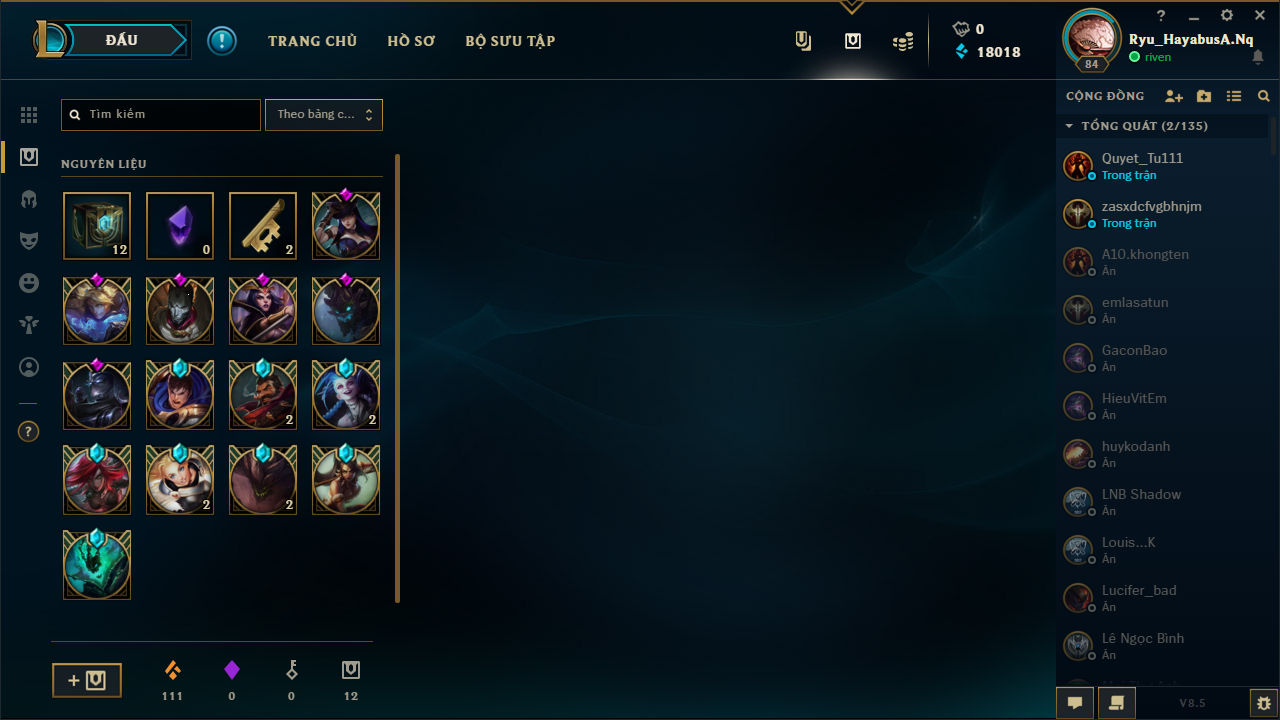 ĐẤU
TRANG CHỦ
HỒ SƠ
BỘ SƯU TẬP
0
18018
84
Ryu_HayabusA.Nq
riven
Tìm kiếm
Theo bảng c...
NGUYÊN LIỆU
12
0
2
2
2
2
2
111
0
0
12
CỘNG ĐỒNG
TỔNG QUÁT (2/135)
Quyet_Tu111
Trong trận
zasxdcfvgbhnjm
Trong trận
A10.khongten
Ẩn
emlasatun
Ẩn
GaconBao
Ẩn
HieuVitEm
Ẩn
huykodanh
Ẩn
LNB Shadow
Ẩn
Louis...K
Ẩn
Lucifer_bad
Ẩn
Lê Ngọc Bình
Ẩn
V8.5